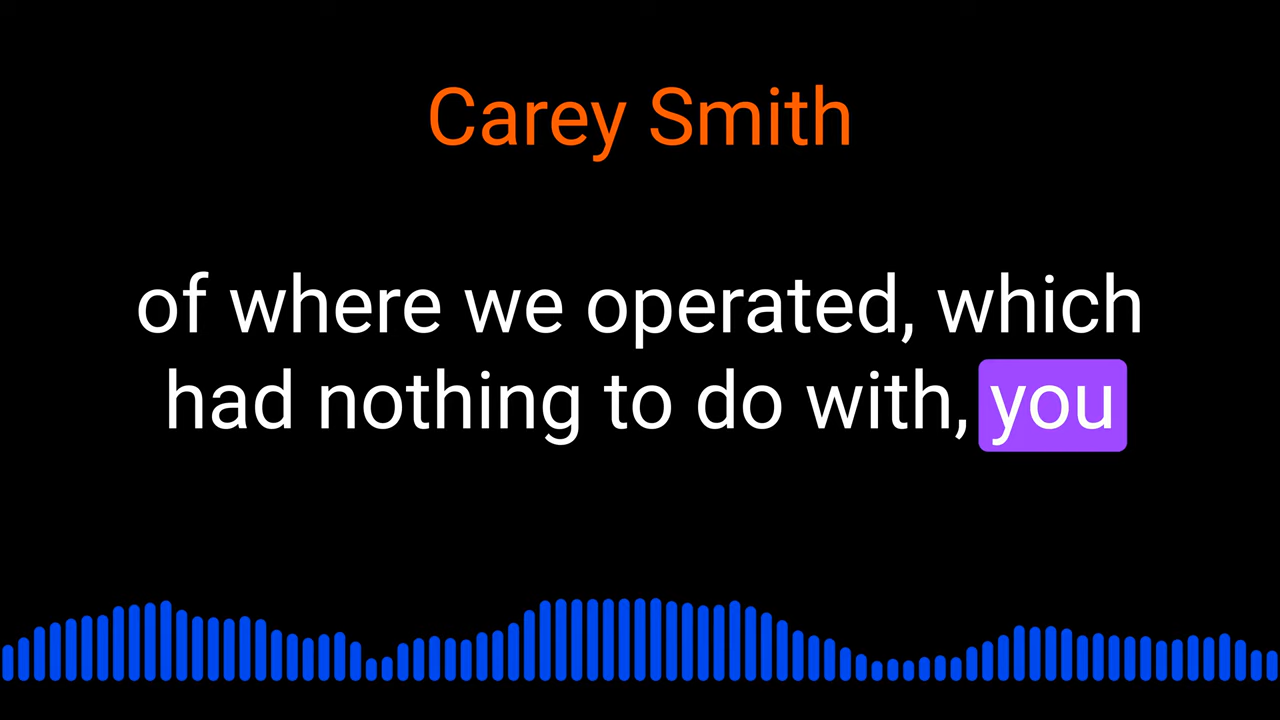 Carey Smith
of where we operated, which
had nothing to do with, you